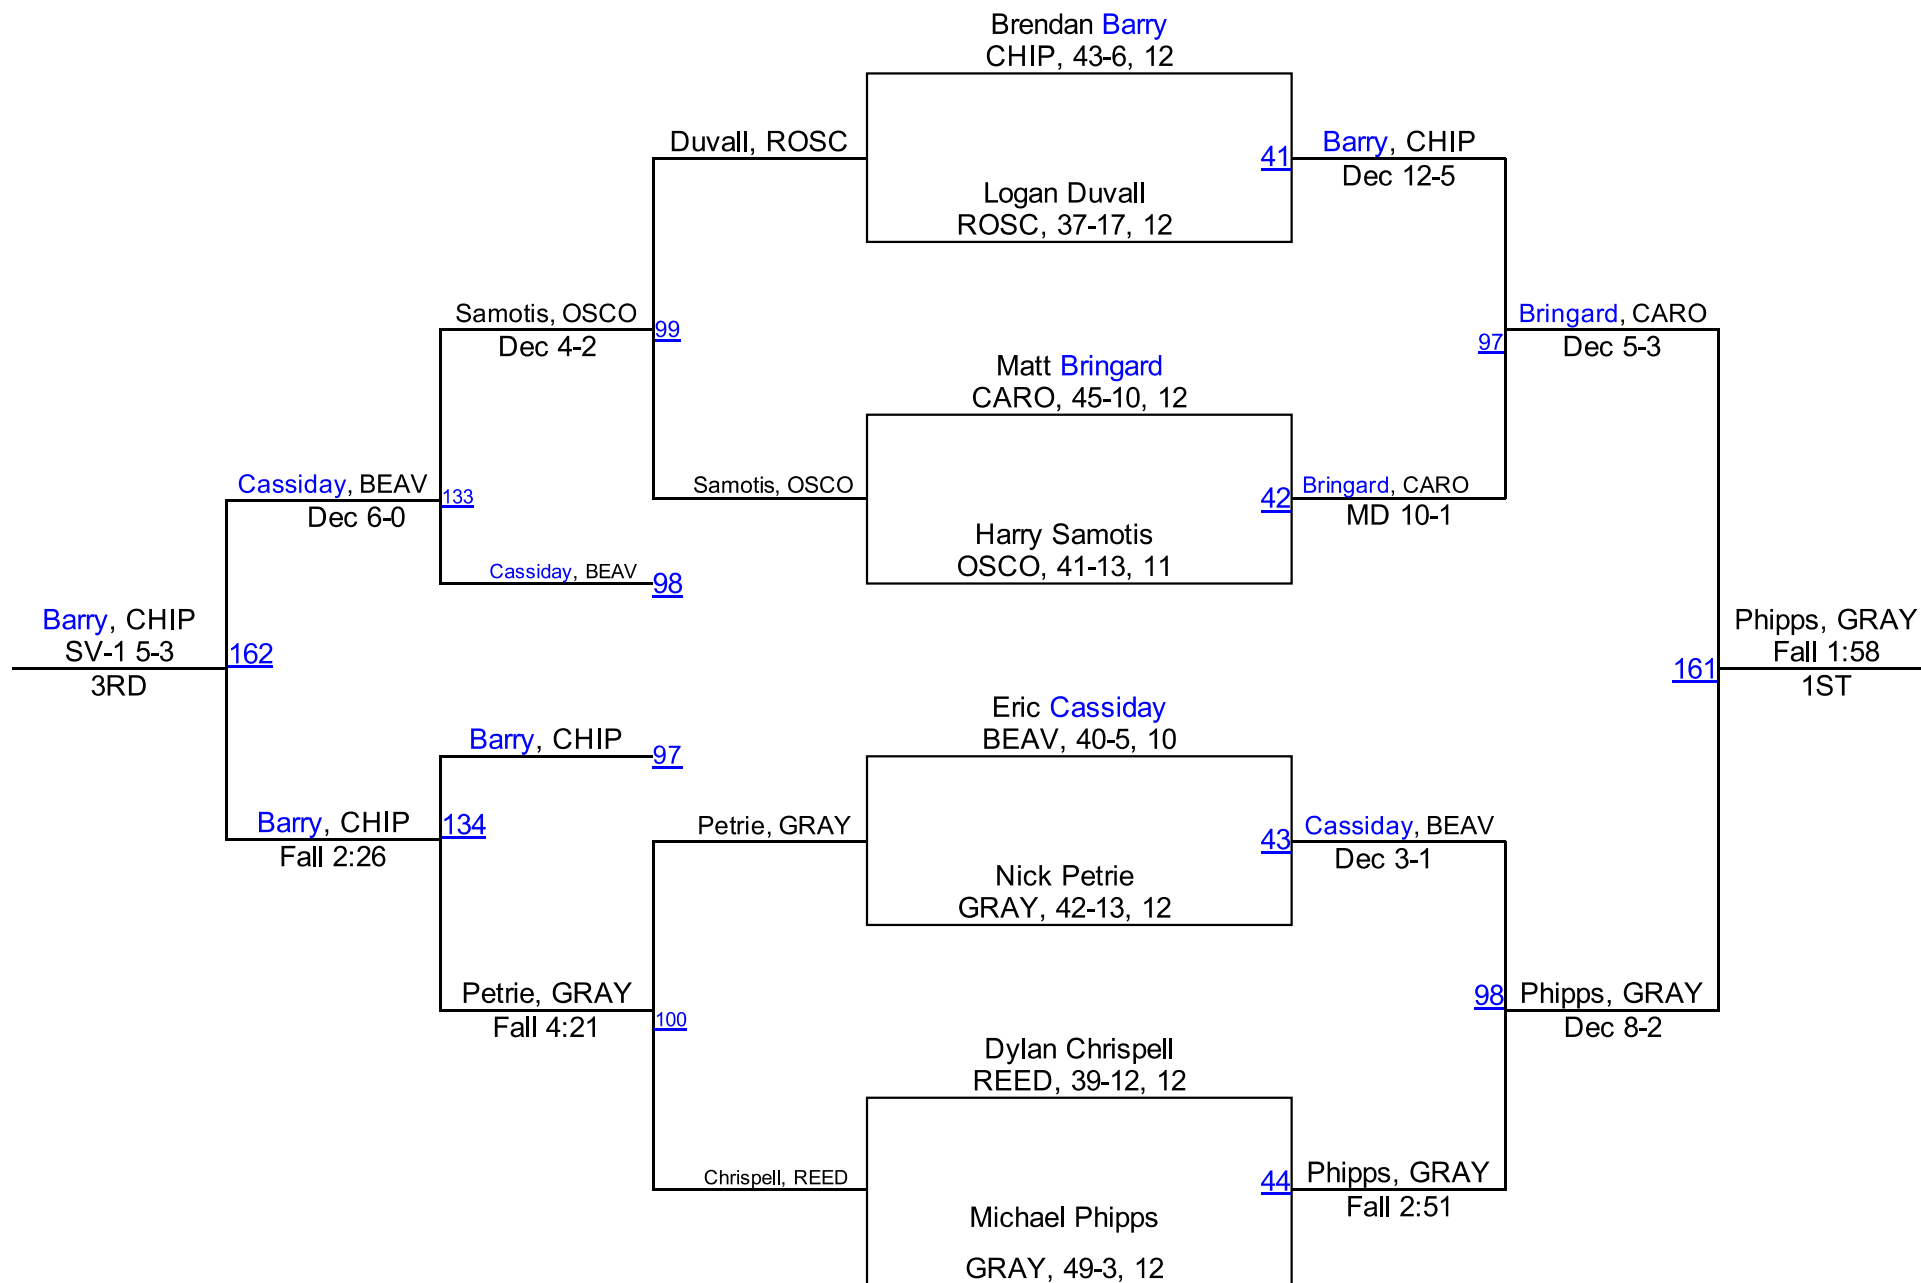 Brendan Barry
CHIP, 43-6, 12
Duvall, ROSC
41
Barry, CHIP
Dec 12-5
Logan Duvall
ROSC, 37-17, 12
Samotis, OSCO
Dec 4-2
99
97
Bringard, CARO
Dec 5-3
Matt Bringard
CARO, 45-10, 12
Cassiday, BEAV
Dec 6-0
133
Samotis, OSCO
42
Bringard, CARO
MD 10-1
Harry Samotis
OSCO, 41-13, 11
Cassiday, BEAV
98
Barry, CHIP
SV-1 5-3
3RD
162
161
Phipps, GRAY
Fall 1:58
1ST
Eric Cassiday
BEAV, 40-5, 10
Barry, CHIP
97
Barry, CHIP
Fall 2:26
134
Petrie, GRAY
43
Cassiday, BEAV
Dec 3-1
Nick Petrie
GRAY, 42-13, 12
Petrie, GRAY
Fall 4:21
100
98
Phipps, GRAY
Dec 8-2
Dylan Chrispell
REED, 39-12, 12
Chrispell, REED
44
Phipps, GRAY
Fall 2:51
Michael Phipps
GRAY, 49-3, 12